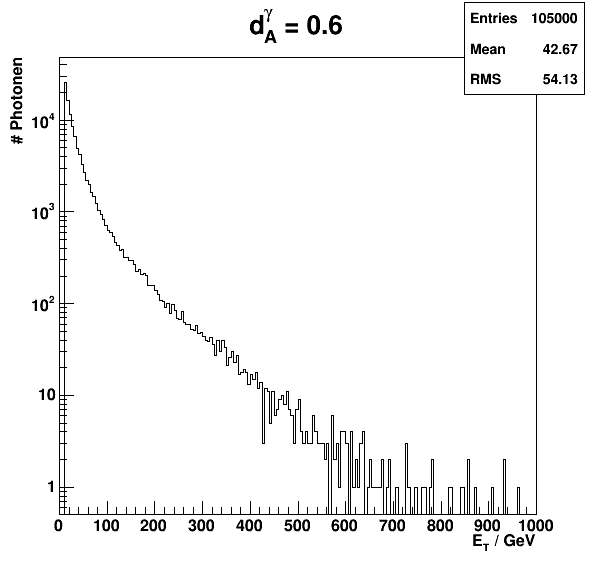 d_A^γ = 0.6
Entries 105000
Mean 42.67
RMS 54.13
# Photonen
10^4
10^3
10^2
10
1
0 100 200 300 400 500 600 700 800 900 1000
E_T / GeV